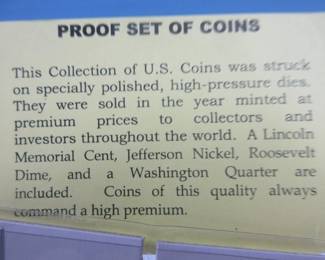 PROOF SET OF COINS
This Collection of U.S. Coins was struck
on specially polished, high-pressure dies.
They were sold in the year minted at
premium prices to collectors and
investors throughout the world. A Lincoln
Memorial Cent, Jefferson Nickel, Roosevelt
Dime, and a Washington Quarter are
included. Coins of this quality always
command a high premium.